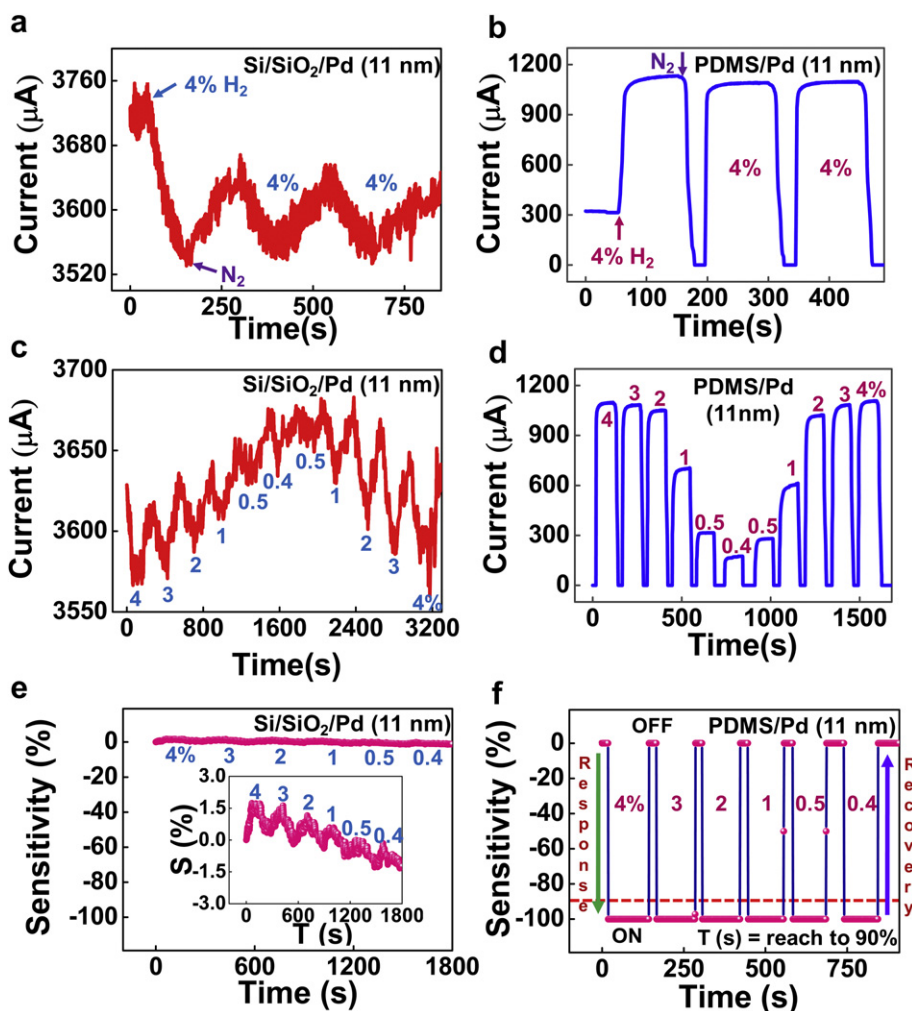 a
Si/SiO2/Pd (11 nm)
3760
3680
3600
3520
Current (μA)
4% H2
4%
4%
N2
0 250 500 750
Time(s)
b
PDMS/Pd (11 nm)
1200
900
600
300
0
Current (μA)
N2
4% H2
4%
4%
0 100 200 300 400
Time(s)
c
Si/SiO2/Pd (11 nm)
3700
3650
3600
3550
Current (μA)
4 3 2 1 0.5 0.4 0.5 1 2 3 4%
0 800 1600 2400 3200
Time(s)
d
PDMS/Pd
(11nm)
1200
900
600
300
0
Current (μA)
4 3 2 1 0.5 0.4 0.5 1 2 3 4%
0 500 1000 1500
Time(s)
e
Si/SiO2/Pd (11 nm)
0
-20
-40
-60
-80
-100
Sensitivity (%)
4% 3 2 1 0.5 0.4
3.0
1.5
0.0
-1.5
-3.0
S (%)
4 3 2 1 0.5 0.4
0 600 1200 1800
T (s)
0 600 1200 1800
Time (s)
f
OFF PDMS/Pd (11 nm)
0
-20
-40
-60
-80
-100
Sensitivity (%)
Response
4% 3 2 1 0.5 0.4
Recovery
ON T (s) = reach to 90%
0 250 500 750
Time (s)